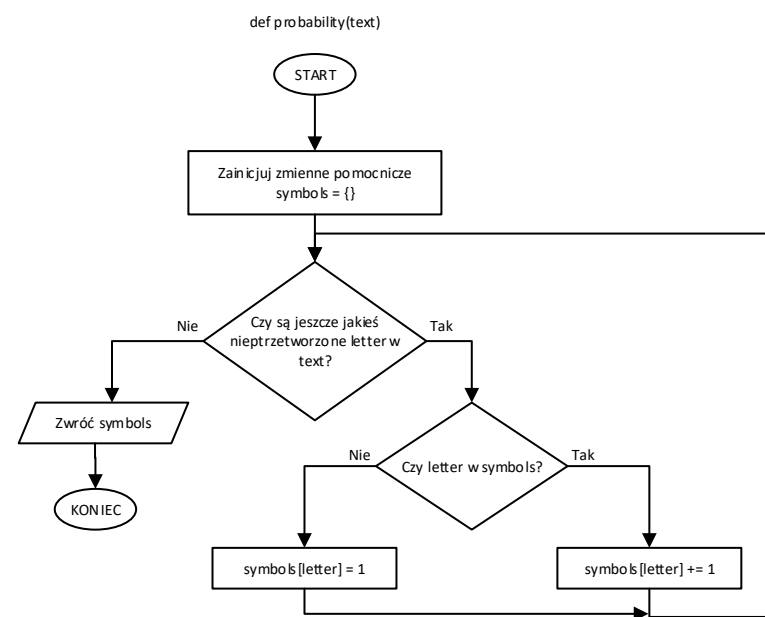 def probability(text)
START
Zainicjuj zmienne pomocnicze
symbols = {}
Czy są jeszcze jakieś
nieptrzetworzone letter w
text?
Nie
Tak
Zwróć symbols
KONIEC
Czy letter w symbols?
Nie
Tak
symbols[letter] = 1
symbols[letter] += 1